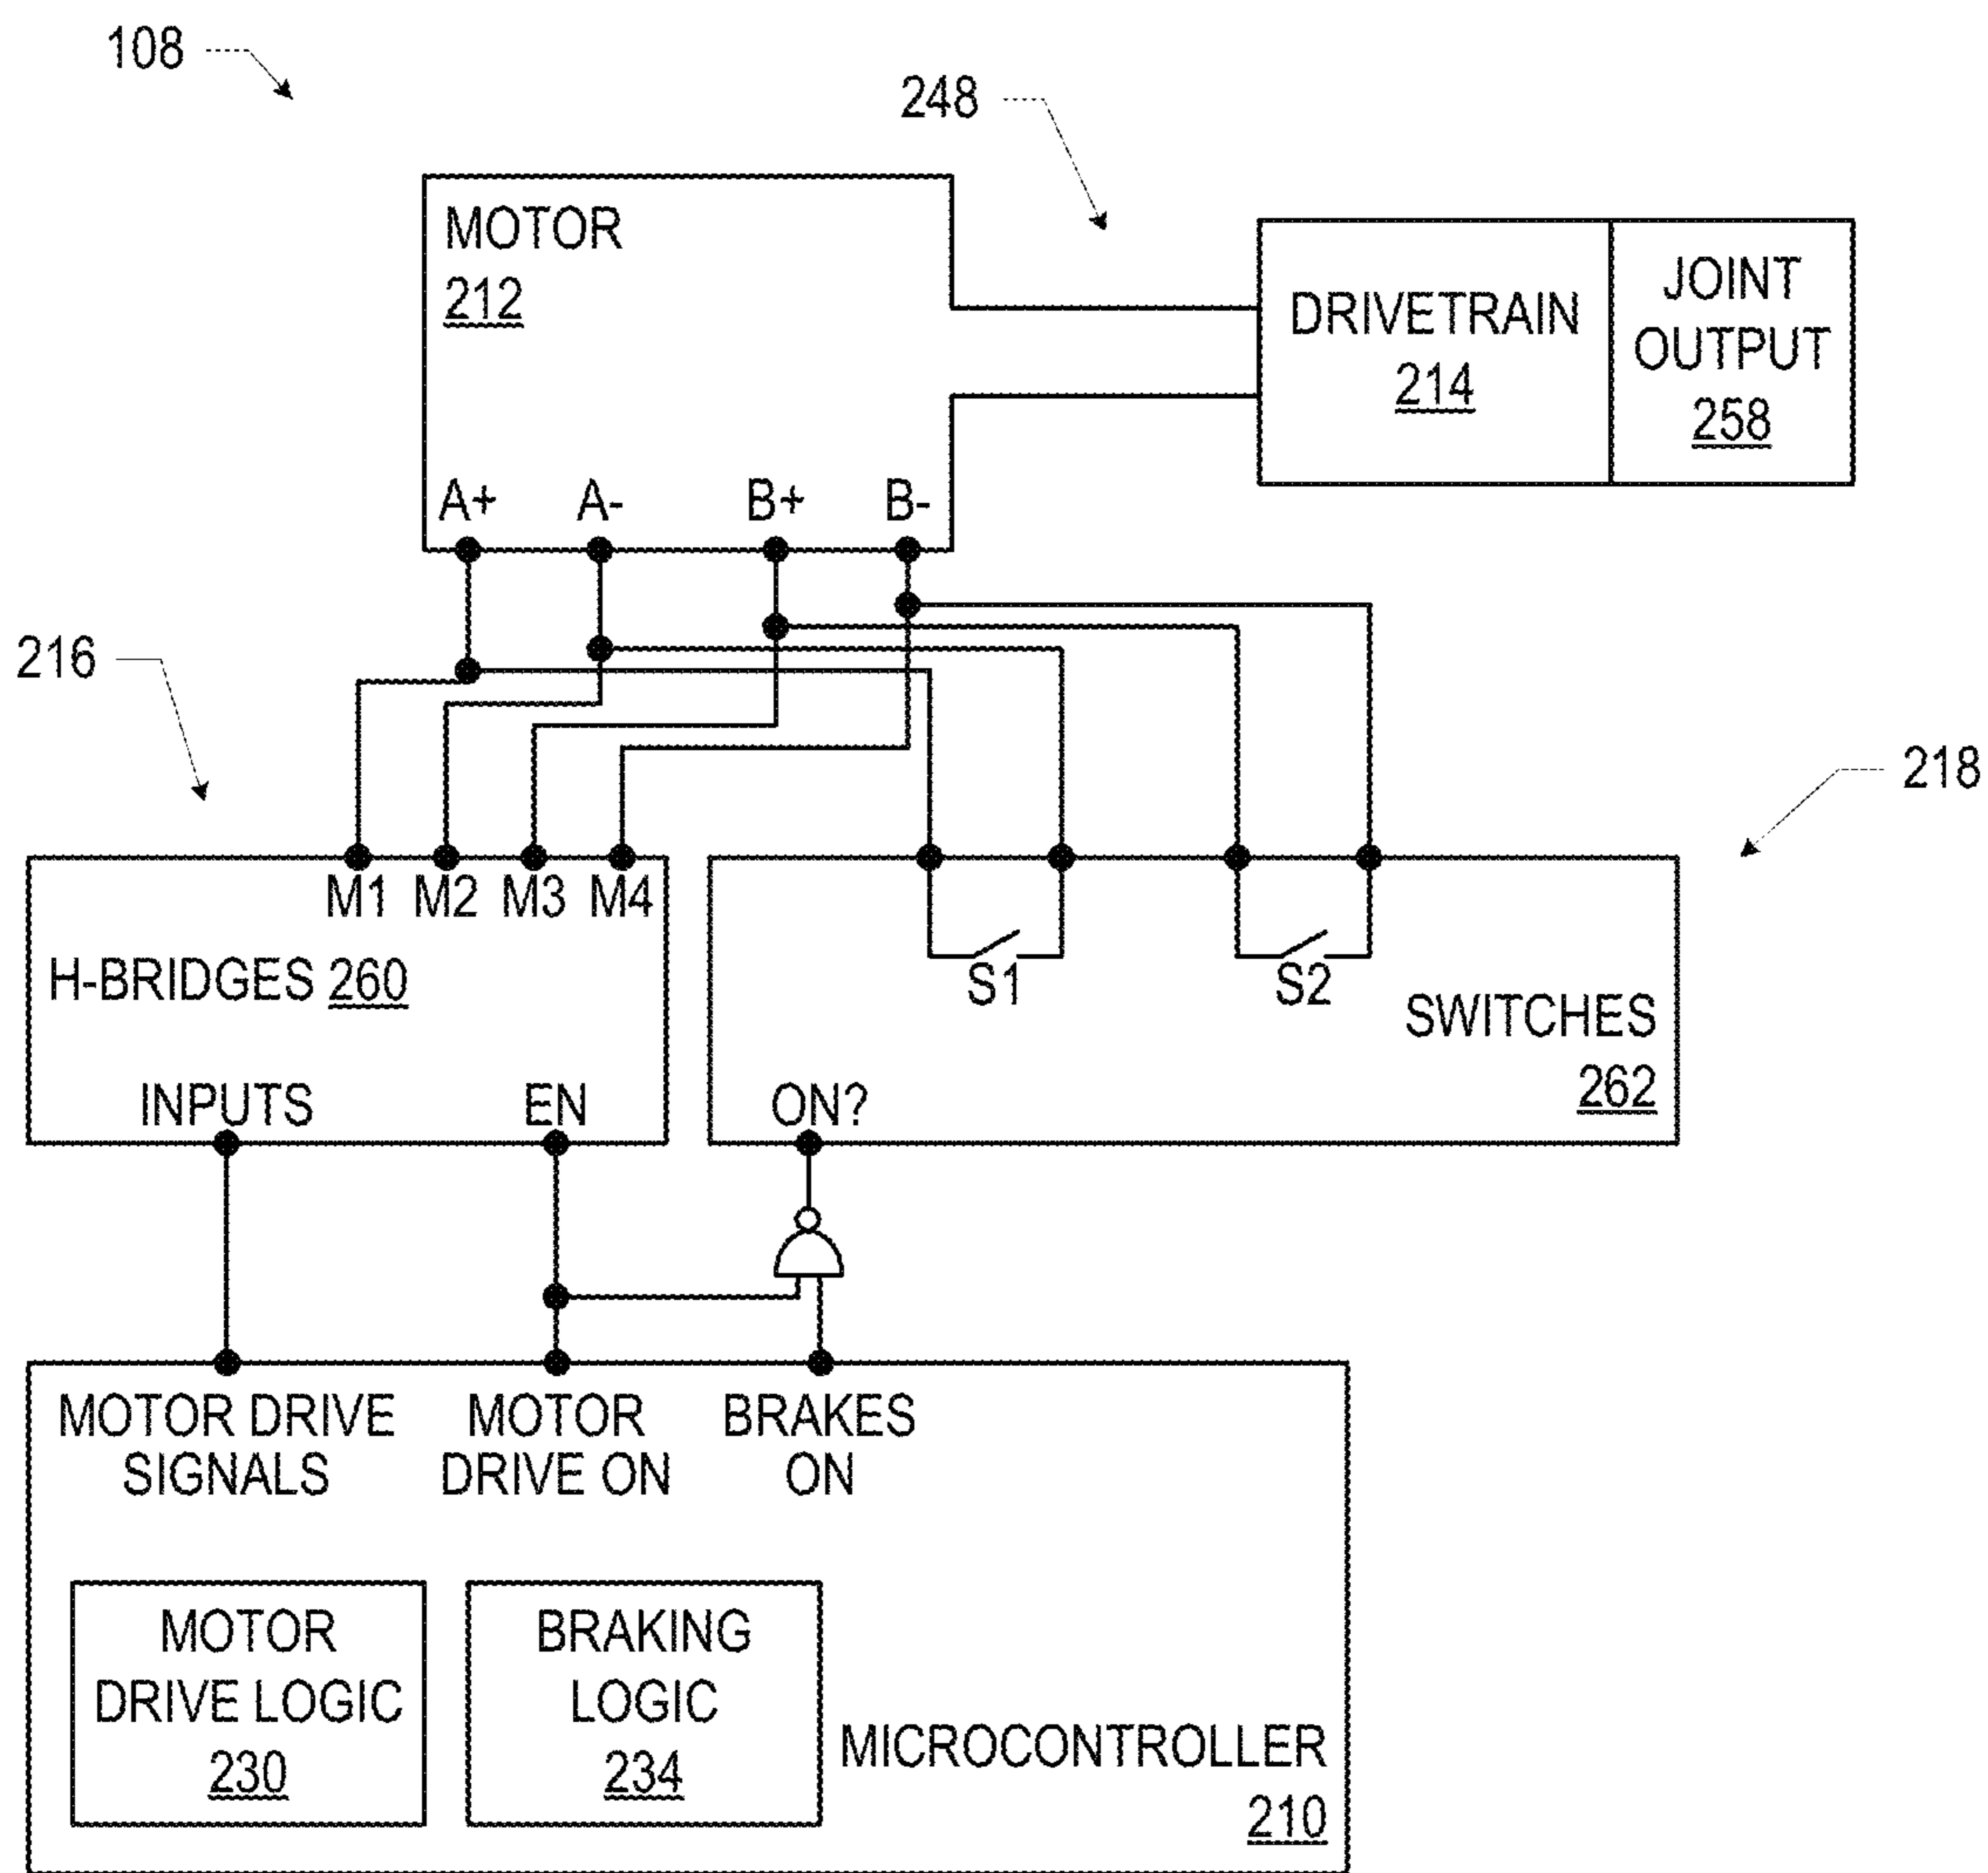 108
248
MOTOR
212
DRIVETRAIN
214
JOINT
OUTPUT
258
A+ A- B+ B-
216
218
M1 M2 M3 M4
H-BRIDGES 260
INPUTS EN
S1 S2
SWITCHES
262
ON?
MOTOR DRIVE
SIGNALS
MOTOR
DRIVE ON
BRAKES
ON
MOTOR
DRIVE LOGIC
230
BRAKING
LOGIC
234
MICROCONTROLLER
210